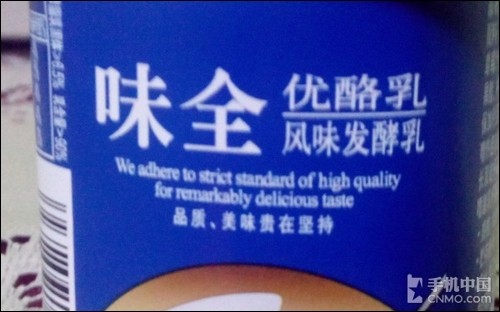 味全
优酪乳
风味发酵乳
We adhere to strict standard of high quality
for remarkably delicious taste
品质、美味贵在坚持
手机中国
CNMO.com